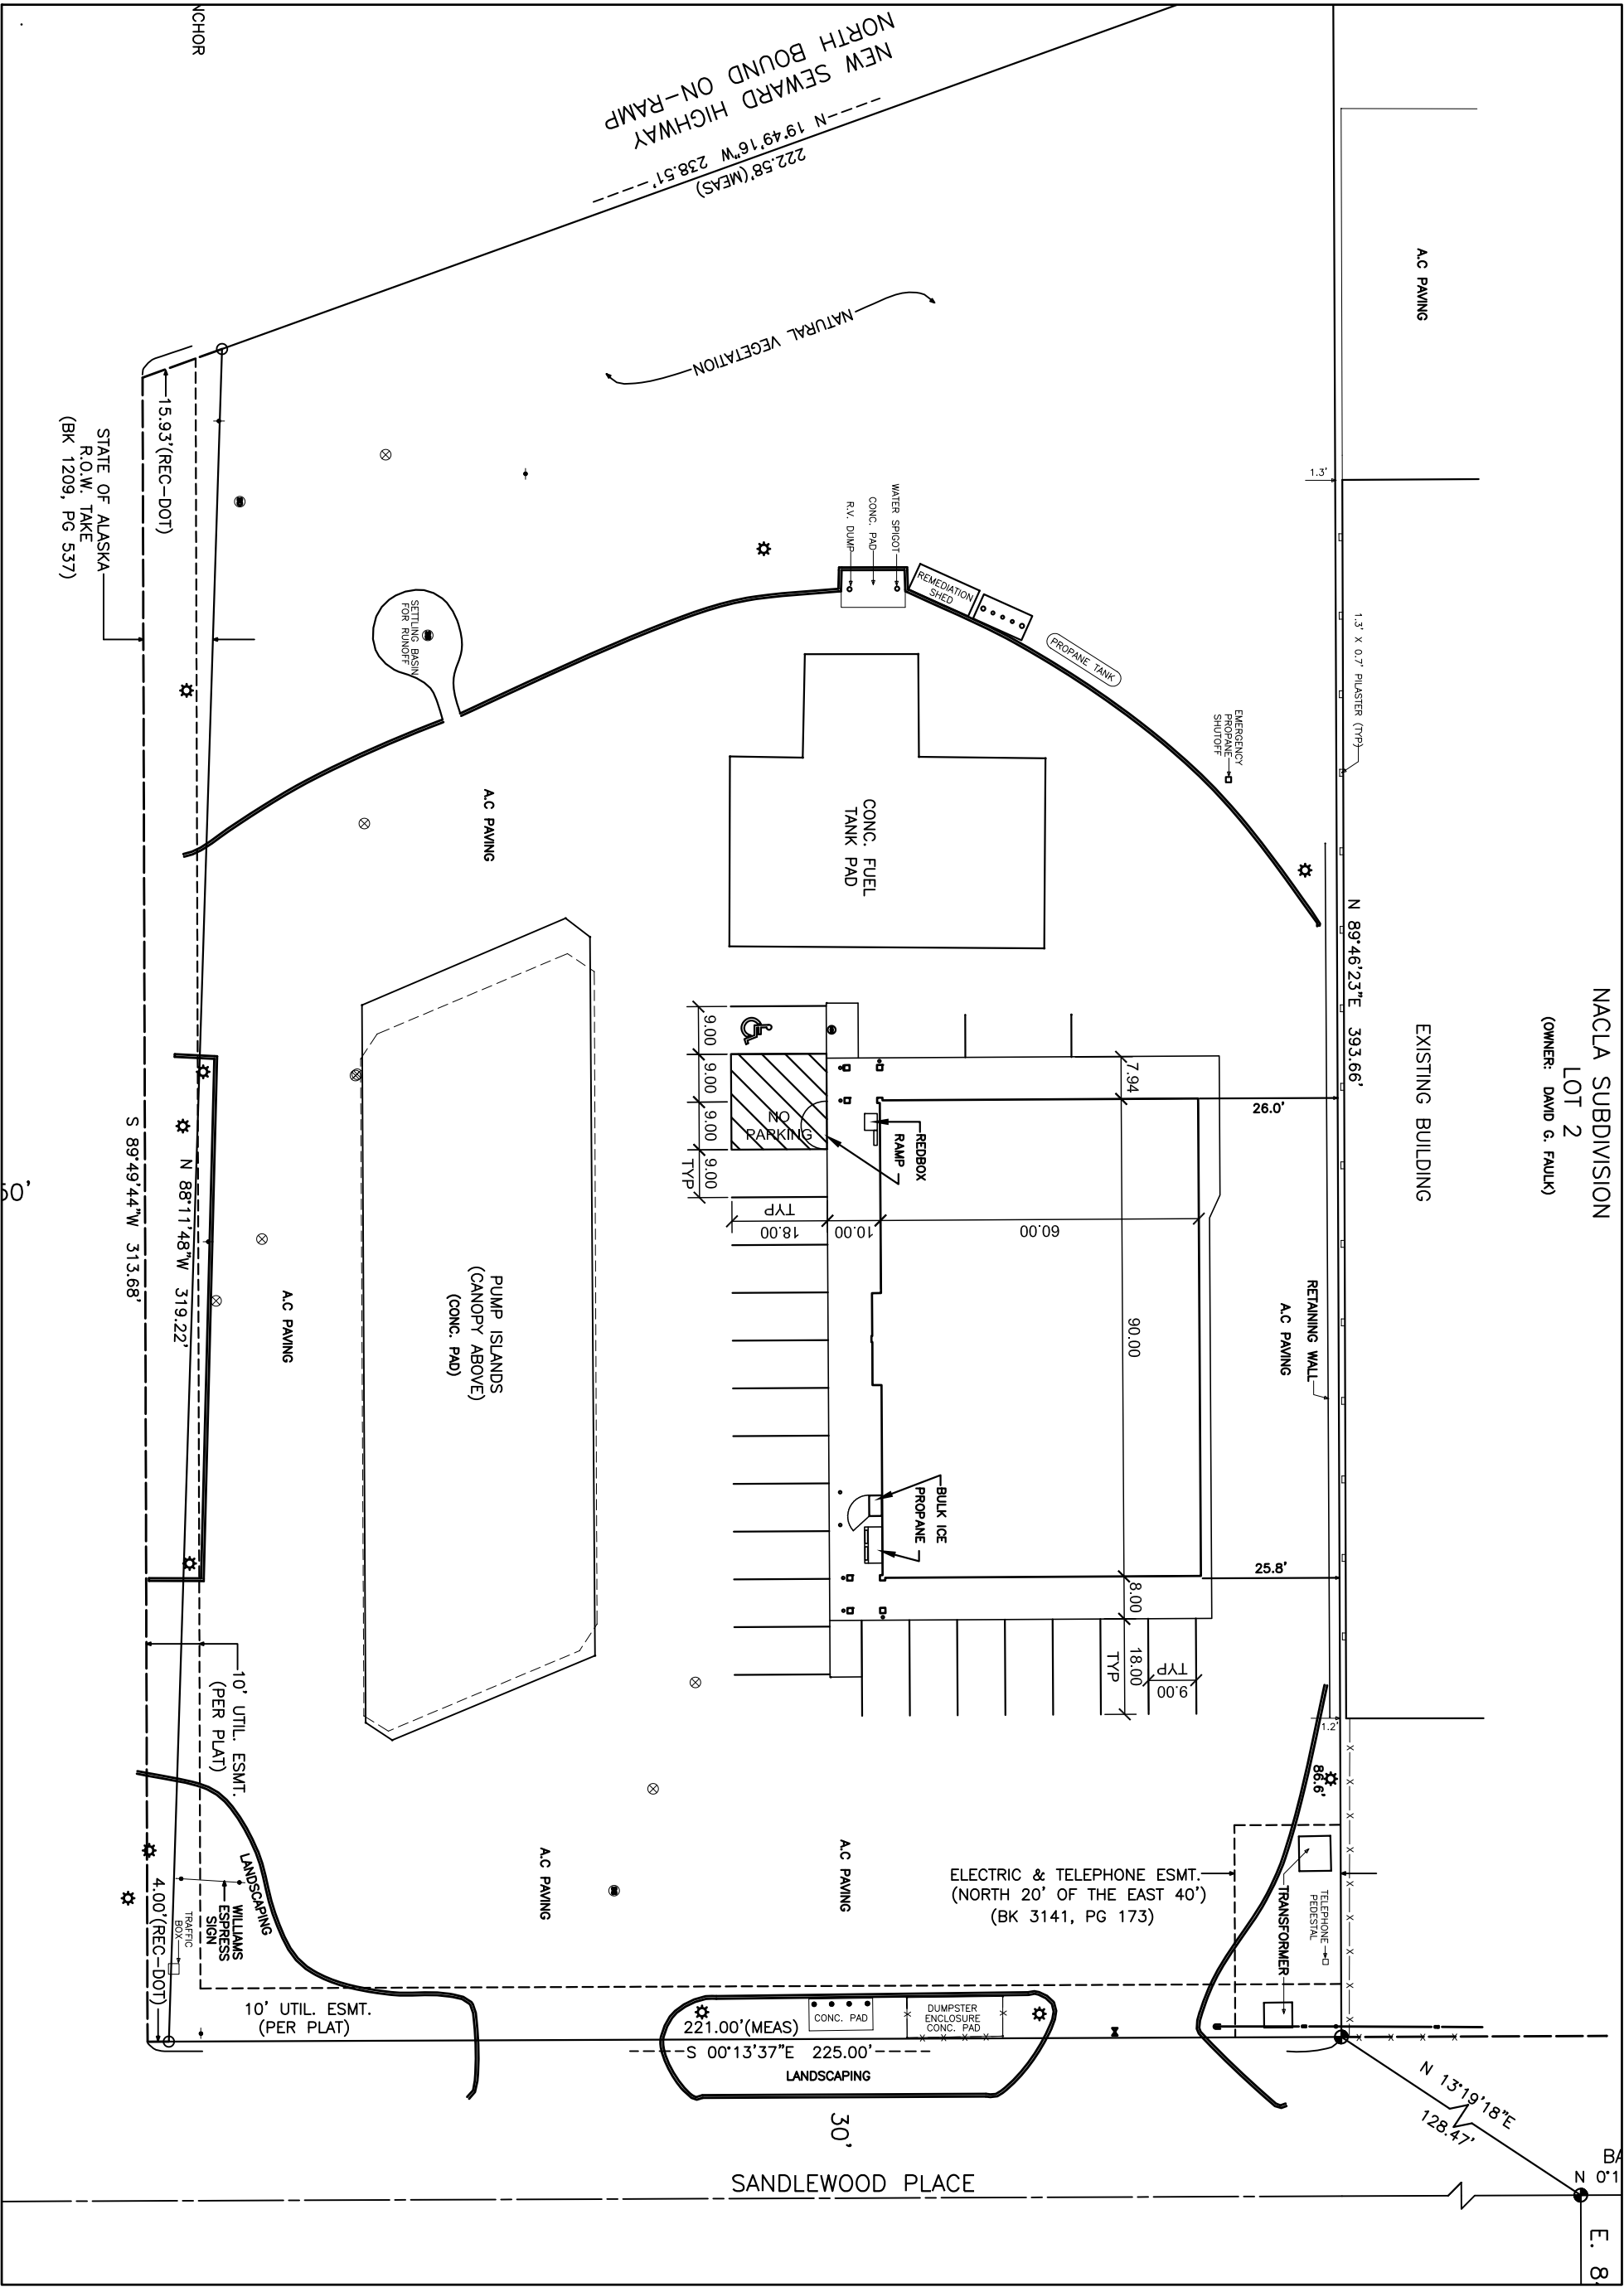 NACLA SUBDIVISION
LOT 2
(OWNER: DAVID G. FAULK)
EXISTING BUILDING
A.C PAVING
N 89°46'23"E 393.66'
1.3' X 0.7' PILASTER (TYP)
1.3'
RETAINING WALL
A.C PAVING
26.0'
25.8'
1.2'
86.6'
NEW SEWARD HIGHWAY
NORTH BOUND ON-RAMP
N 19°49'16"W 238.51'
222.58'(MEAS)
NATURAL VEGETATION
NCHOR
EMERGENCY
PROPANE
SHUTOFF
PROPANE TANK
REMEDIATION
SHED
WATER SPIGOT
CONC. PAD
R.V. DUMP
CONC. FUEL
TANK PAD
SETTLING BASIN
FOR RUNOFF
A.C PAVING
15.93'(REC-DOT)
STATE OF ALASKA
R.O.W. TAKE
(BK 1209, PG 537)
7.94
90.00
8.00
18.00
TYP
9.00
TYP
60.00
10.00
18.00
TYP
9.00
9.00
9.00
9.00
TYP
NO
PARKING
REDBOX
RAMP
BULK ICE
PROPANE
PUMP ISLANDS
(CANOPY ABOVE)
(CONC. PAD)
A.C PAVING
N 88°11'48"W 319.22'
S 89°49'44"W 313.68'
50'
10' UTIL. ESMT.
(PER PLAT)
LANDSCAPING
WILLIAMS
ESPRESS
SIGN
TRAFFIC
BOX
4.00'(REC-DOT)
10' UTIL. ESMT.
(PER PLAT)
A.C PAVING
A.C PAVING
ELECTRIC & TELEPHONE ESMT.
(NORTH 20' OF THE EAST 40')
(BK 3141, PG 173)
TRANSFORMER
TELEPHONE
PEDESTAL
CONC. PAD
DUMPSTER
ENCLOSURE
CONC. PAD
221.00'(MEAS)
S 00°13'37"E 225.00'
LANDSCAPING
30'
SANDLEWOOD PLACE
N 13°19'18"E
128.47'
BA
N 0°1
E. 8